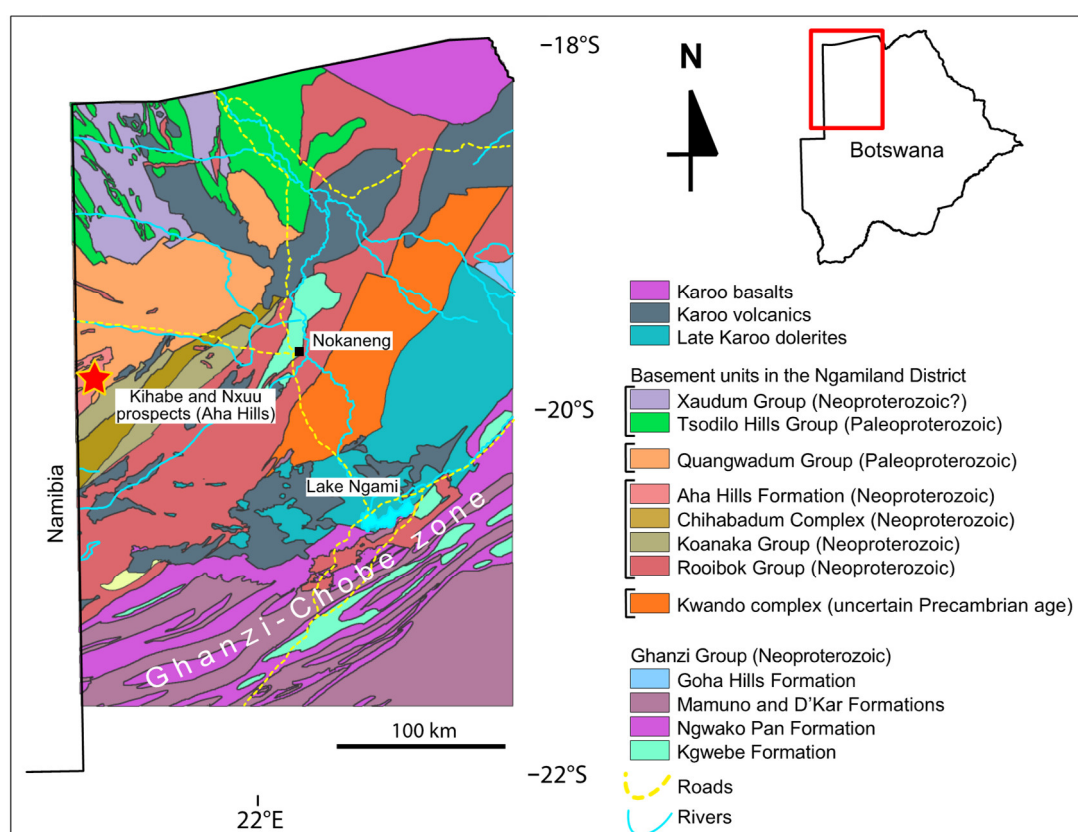 −18°S
N
Botswana
Nokaneng
Kihabe and Nxuu
prospects (Aha Hills)
−20°S
Namibia
Lake Ngami
Ghanzi-Chobe zone
100 km
−22°S
22°E
Karoo basalts
Karoo volcanics
Late Karoo dolerites
Basement units in the Ngamiland District
Xaudum Group (Neoproterozoic?)
Tsodilo Hills Group (Paleoproterozoic)
Quangwadum Group (Paleoproterozoic)
Aha Hills Formation (Neoproterozoic)
Chihabadum Complex (Neoproterozoic)
Koanaka Group (Neoproterozoic)
Rooibok Group (Neoproterozoic)
Kwando complex (uncertain Precambrian age)
Ghanzi Group (Neoproterozoic)
Goha Hills Formation
Mamuno and D'Kar Formations
Ngwako Pan Formation
Kgwebe Formation
Roads
Rivers